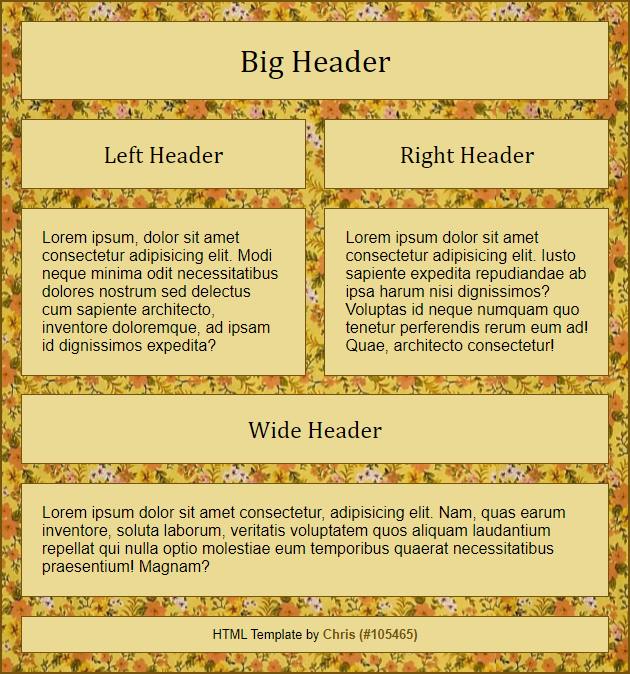 Big Header
Left Header
Right Header
Lorem ipsum, dolor sit amet
consectetur adipisicing elit. Modi
neque minima odit necessitatibus
dolores nostrum sed delectus
cum sapiente architecto,
inventore doloremque, ad ipsam
id dignissimos expedita?
Lorem ipsum dolor sit amet
consectetur adipisicing elit. Iusto
sapiente expedita repudiandae ab
ipsa harum nisi dignissimos?
Voluptas id neque numquam quo
tenetur perferendis rerum eum ad!
Quae, architecto consectetur!
Wide Header
Lorem ipsum dolor sit amet consectetur, adipisicing elit. Nam, quas earum
inventore, soluta laborum, veritatis voluptatem quos aliquam laudantium
repellat qui nulla optio molestiae eum temporibus quaerat necessitatibus
praesentium! Magnam?
HTML Template by Chris (#105465)